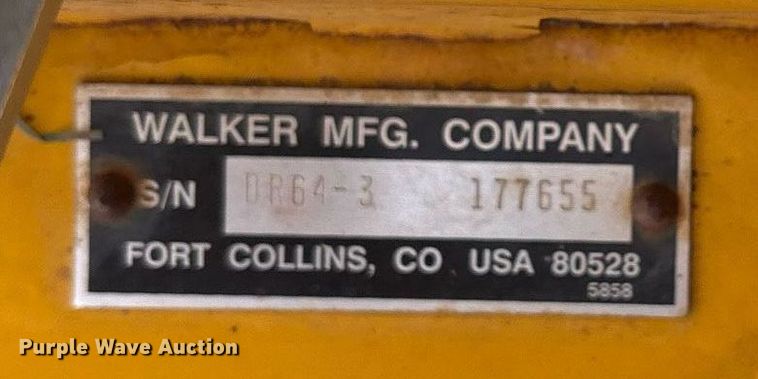 WALKER MFG. COMPANY
S/N DR64-3 177655
FORT COLLINS, CO USA 80528
5858
Purple Wave Auction